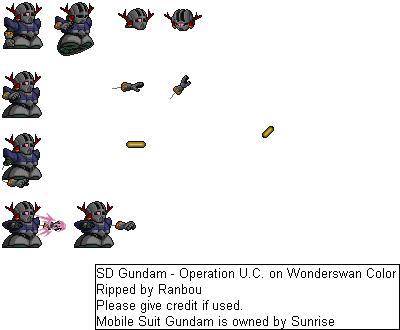 SD Gundam - Operation U.C. on Wonderswan Color
Ripped by Ranbou
Please give credit if used.
Mobile Suit Gundam is owned by Sunrise